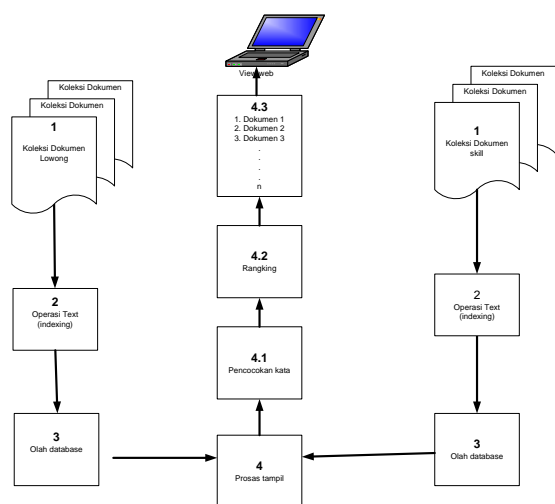 View web
Koleksi Dokumen
Koleksi Dokumen
1
Koleksi Dokumen
Lowong
2
Operasi Text
(indexing)
3
Olah database
4.3
1. Dokumen 1
2. Dokumen 2
3. Dokumen 3
.
.
.
.
n
4.2
Rangking
4.1
Pencocokan kata
4
Prosas tampil
Koleksi Dokumen
Koleksi Dokumen
1
Koleksi Dokumen
skill
2
Operasi Text
(indexing)
3
Olah database